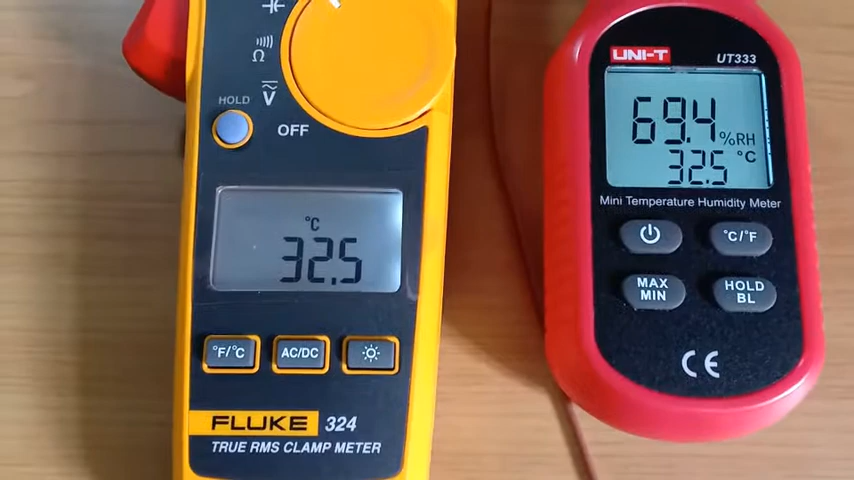 Ω
HOLD
V
OFF
°C
32.5
°F/°C
AC/DC
FLUKE 324
TRUE RMS CLAMP METER
UNI-T UT333
69.4 %RH
32.5 °C
Mini Temperature Humidity Meter
°C/°F
MAX
MIN
HOLD
BL
CE